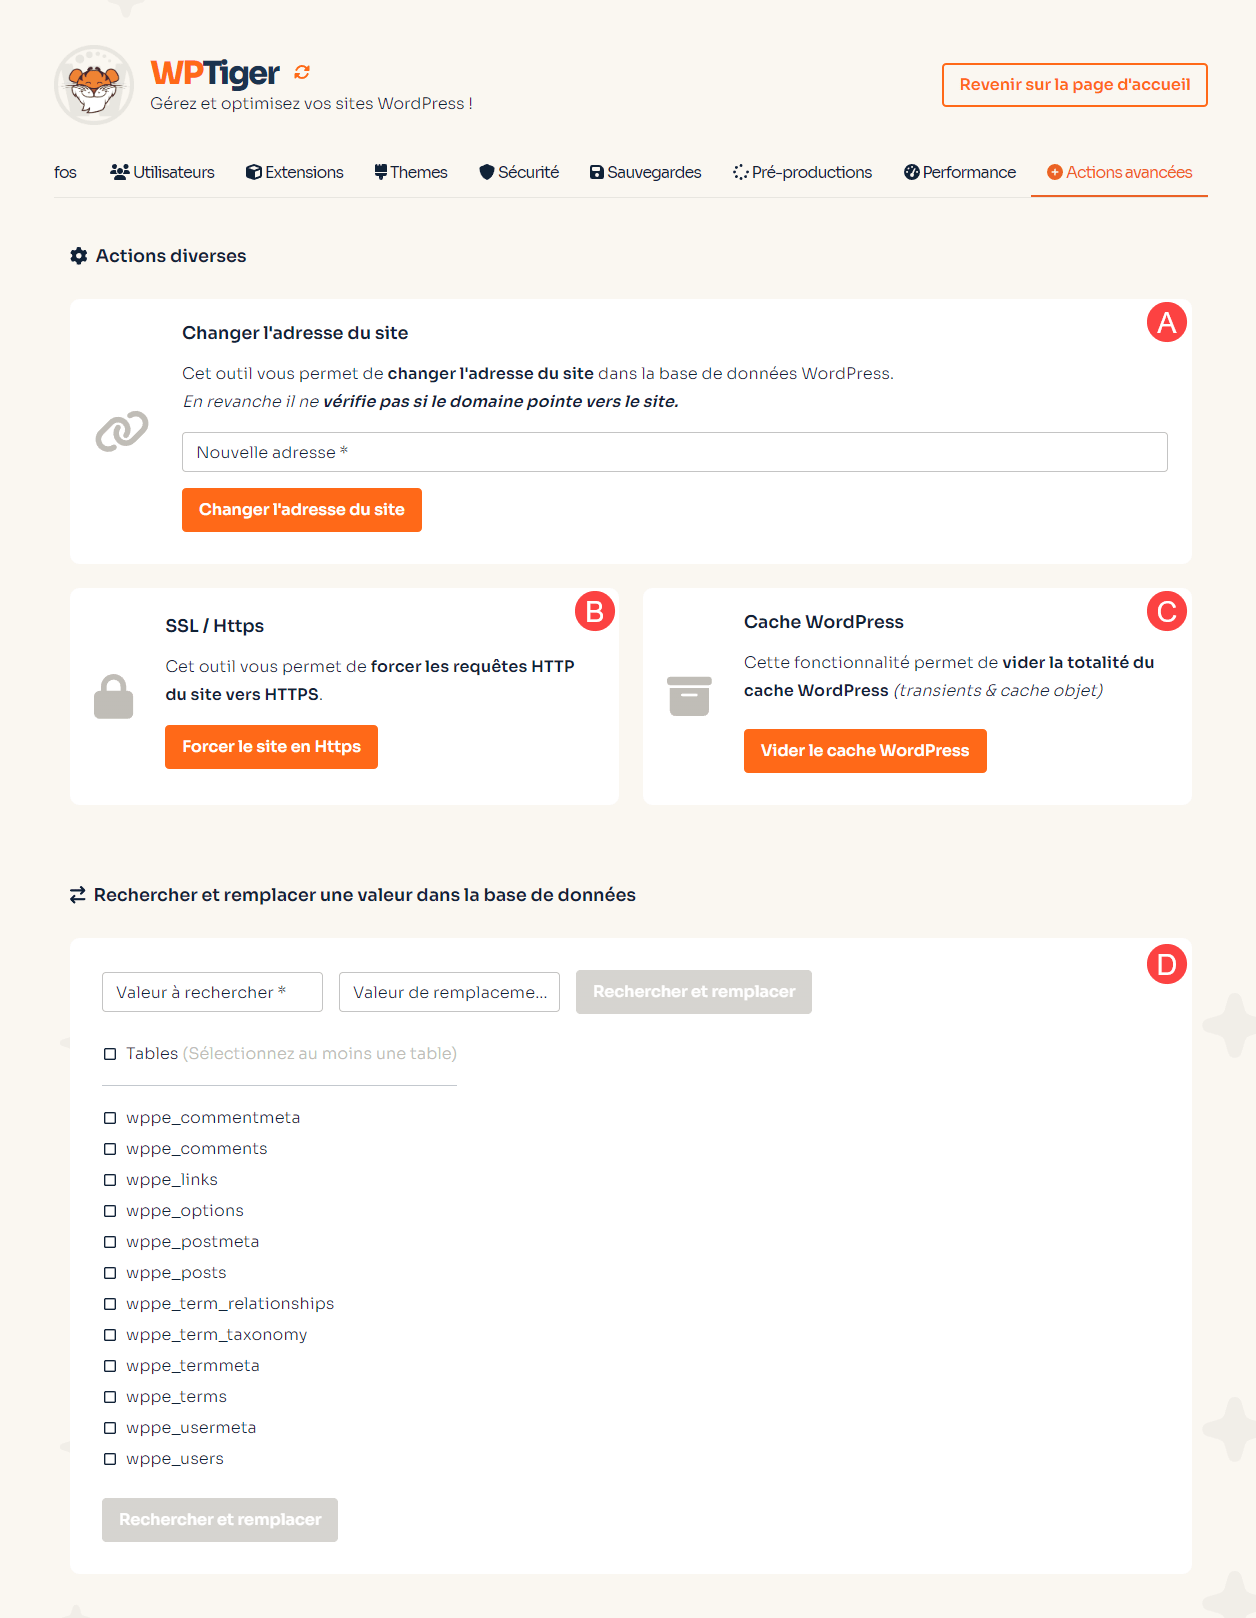 WPTiger
Gérez et optimisez vos sites WordPress !
Revenir sur la page d'accueil
fos
Utilisateurs
Extensions
Themes
Sécurité
Sauvegardes
Pré-productions
Performance
Actions avancées
Actions diverses
A
Changer l'adresse du site
Cet outil vous permet de changer l'adresse du site dans la base de données WordPress.
En revanche il ne vérifie pas si le domaine pointe vers le site.
Nouvelle adresse *
Changer l'adresse du site
B
SSL / Https
Cet outil vous permet de forcer les requêtes HTTP
du site vers HTTPS.
Forcer le site en Https
C
Cache WordPress
Cette fonctionnalité permet de vider la totalité du
cache WordPress (transients & cache objet)
Vider le cache WordPress
Rechercher et remplacer une valeur dans la base de données
D
Valeur à rechercher *
Valeur de remplaceme...
Rechercher et remplacer
Tables (Sélectionnez au moins une table)
wppe_commentmeta
wppe_comments
wppe_links
wppe_options
wppe_postmeta
wppe_posts
wppe_term_relationships
wppe_term_taxonomy
wppe_termmeta
wppe_terms
wppe_usermeta
wppe_users
Rechercher et remplacer